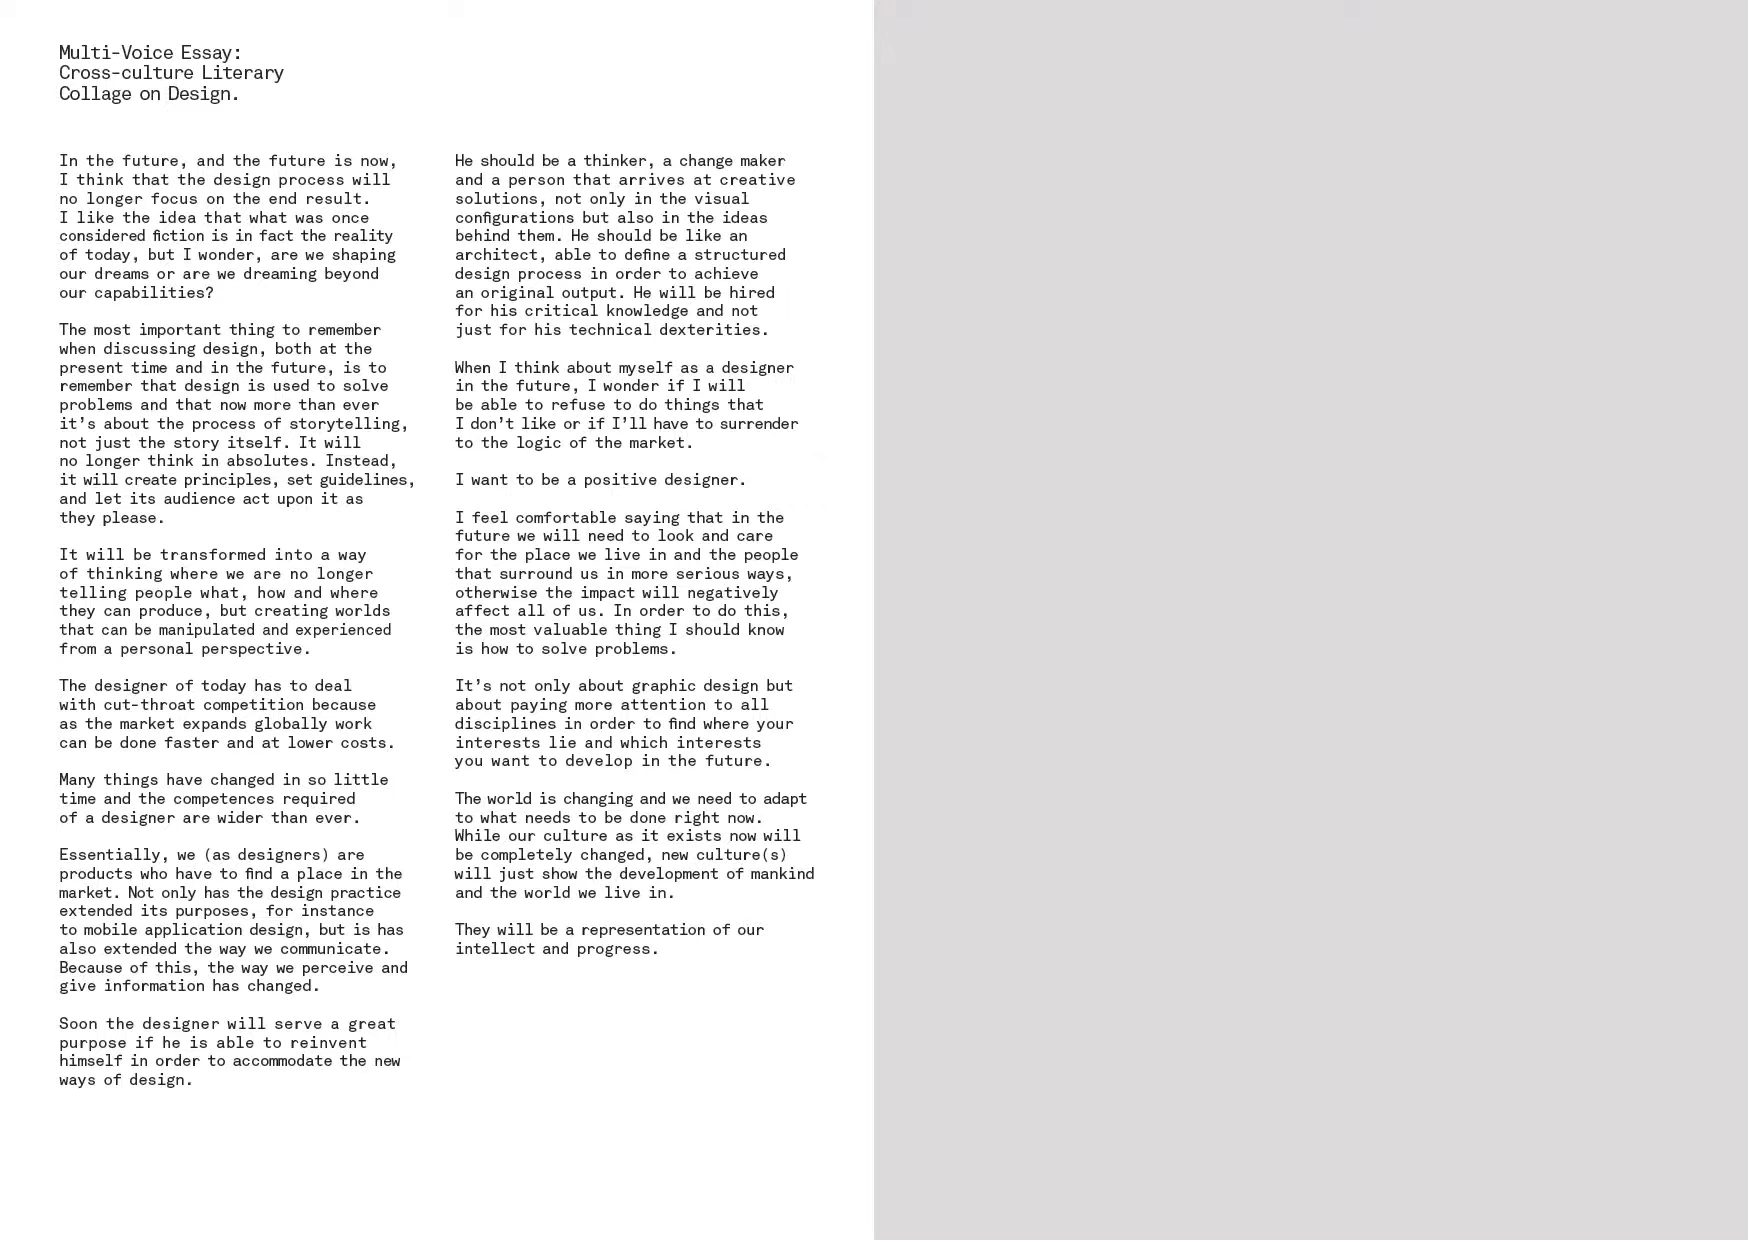 Multi-Voice Essay:
Cross-culture Literary
Collage on Design.
In the future, and the future is now,
I think that the design process will
no longer focus on the end result.
I like the idea that what was once
considered fiction is in fact the reality
of today, but I wonder, are we shaping
our dreams or are we dreaming beyond
our capabilities?
The most important thing to remember
when discussing design, both at the
present time and in the future, is to
remember that design is used to solve
problems and that now more than ever
it’s about the process of storytelling,
not just the story itself. It will
no longer think in absolutes. Instead,
it will create principles, set guidelines,
and let its audience act upon it as
they please.
It will be transformed into a way
of thinking where we are no longer
telling people what, how and where
they can produce, but creating worlds
that can be manipulated and experienced
from a personal perspective.
The designer of today has to deal
with cut-throat competition because
as the market expands globally work
can be done faster and at lower costs.
Many things have changed in so little
time and the competences required
of a designer are wider than ever.
Essentially, we (as designers) are
products who have to find a place in the
market. Not only has the design practice
extended its purposes, for instance
to mobile application design, but is has
also extended the way we communicate.
Because of this, the way we perceive and
give information has changed.
Soon the designer will serve a great
purpose if he is able to reinvent
himself in order to accommodate the new
ways of design.
He should be a thinker, a change maker
and a person that arrives at creative
solutions, not only in the visual
configurations but also in the ideas
behind them. He should be like an
architect, able to define a structured
design process in order to achieve
an original output. He will be hired
for his critical knowledge and not
just for his technical dexterities.
When I think about myself as a designer
in the future, I wonder if I will
be able to refuse to do things that
I don’t like or if I’ll have to surrender
to the logic of the market.
I want to be a positive designer.
I feel comfortable saying that in the
future we will need to look and care
for the place we live in and the people
that surround us in more serious ways,
otherwise the impact will negatively
affect all of us. In order to do this,
the most valuable thing I should know
is how to solve problems.
It’s not only about graphic design but
about paying more attention to all
disciplines in order to find where your
interests lie and which interests
you want to develop in the future.
The world is changing and we need to adapt
to what needs to be done right now.
While our culture as it exists now will
be completely changed, new culture(s)
will just show the development of mankind
and the world we live in.
They will be a representation of our
intellect and progress.